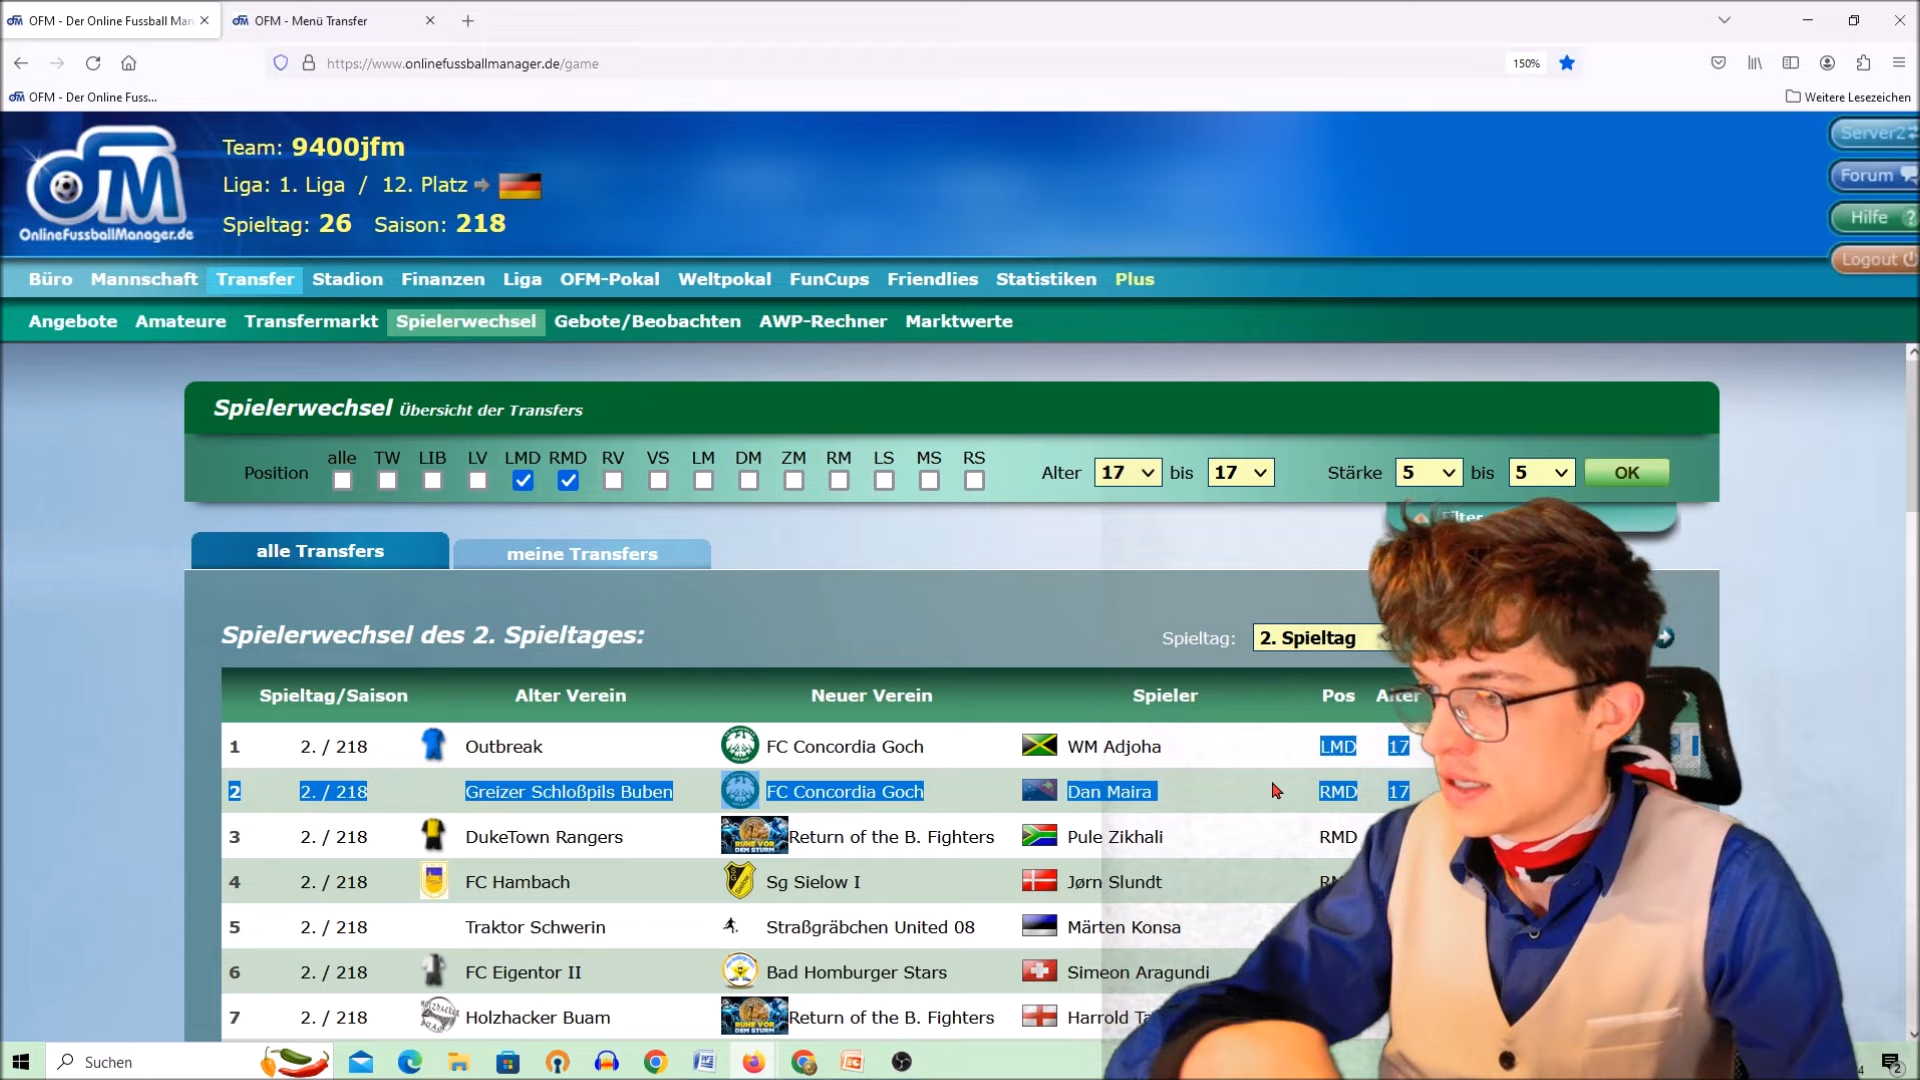 OFM - Der Online Fussball Man
OFM - Menü Transfer
https://www.onlinefussballmanager.de/game
150%
OFM - Der Online Fuss...
Weitere Lesezeichen
OFM
OnlineFussballManager.de
Team: 9400jfm
Liga: 1. Liga / 12. Platz
Spieltag: 26 Saison: 218
Server2
Forum
Hilfe ?
Logout
Büro Mannschaft Transfer Stadion Finanzen Liga OFM-Pokal Weltpokal FunCups Friendlies Statistiken Plus
Angebote Amateure Transfermarkt Spielerwechsel Gebote/Beobachten AWP-Rechner Marktwerte
Spielerwechsel Übersicht der Transfers
Position alle TW LIB LV LMD RMD RV VS LM DM ZM RM LS MS RS
Alter 17 bis 17 Stärke 5 bis 5 OK
Filter
alle Transfers meine Transfers
Spielerwechsel des 2. Spieltages:
Spieltag: 2. Spieltag
Spieltag/Saison Alter Verein Neuer Verein Spieler Pos Alter
1 2. / 218 Outbreak FC Concordia Goch WM Adjoha LMD 17
2 2. / 218 Greizer Schloßpils Buben FC Concordia Goch Dan Maira RMD 17
3 2. / 218 DukeTown Rangers Return of the B. Fighters Pule Zikhali RMD
4 2. / 218 FC Hambach Sg Sielow I Jørn Slundt
5 2. / 218 Traktor Schwerin Straßgräbchen United 08 Märten Konsa
6 2. / 218 FC Eigentor II Bad Homburger Stars Simeon Aragundi
7 2. / 218 Holzhacker Buam Return of the B. Fighters Harrold
Suchen
2